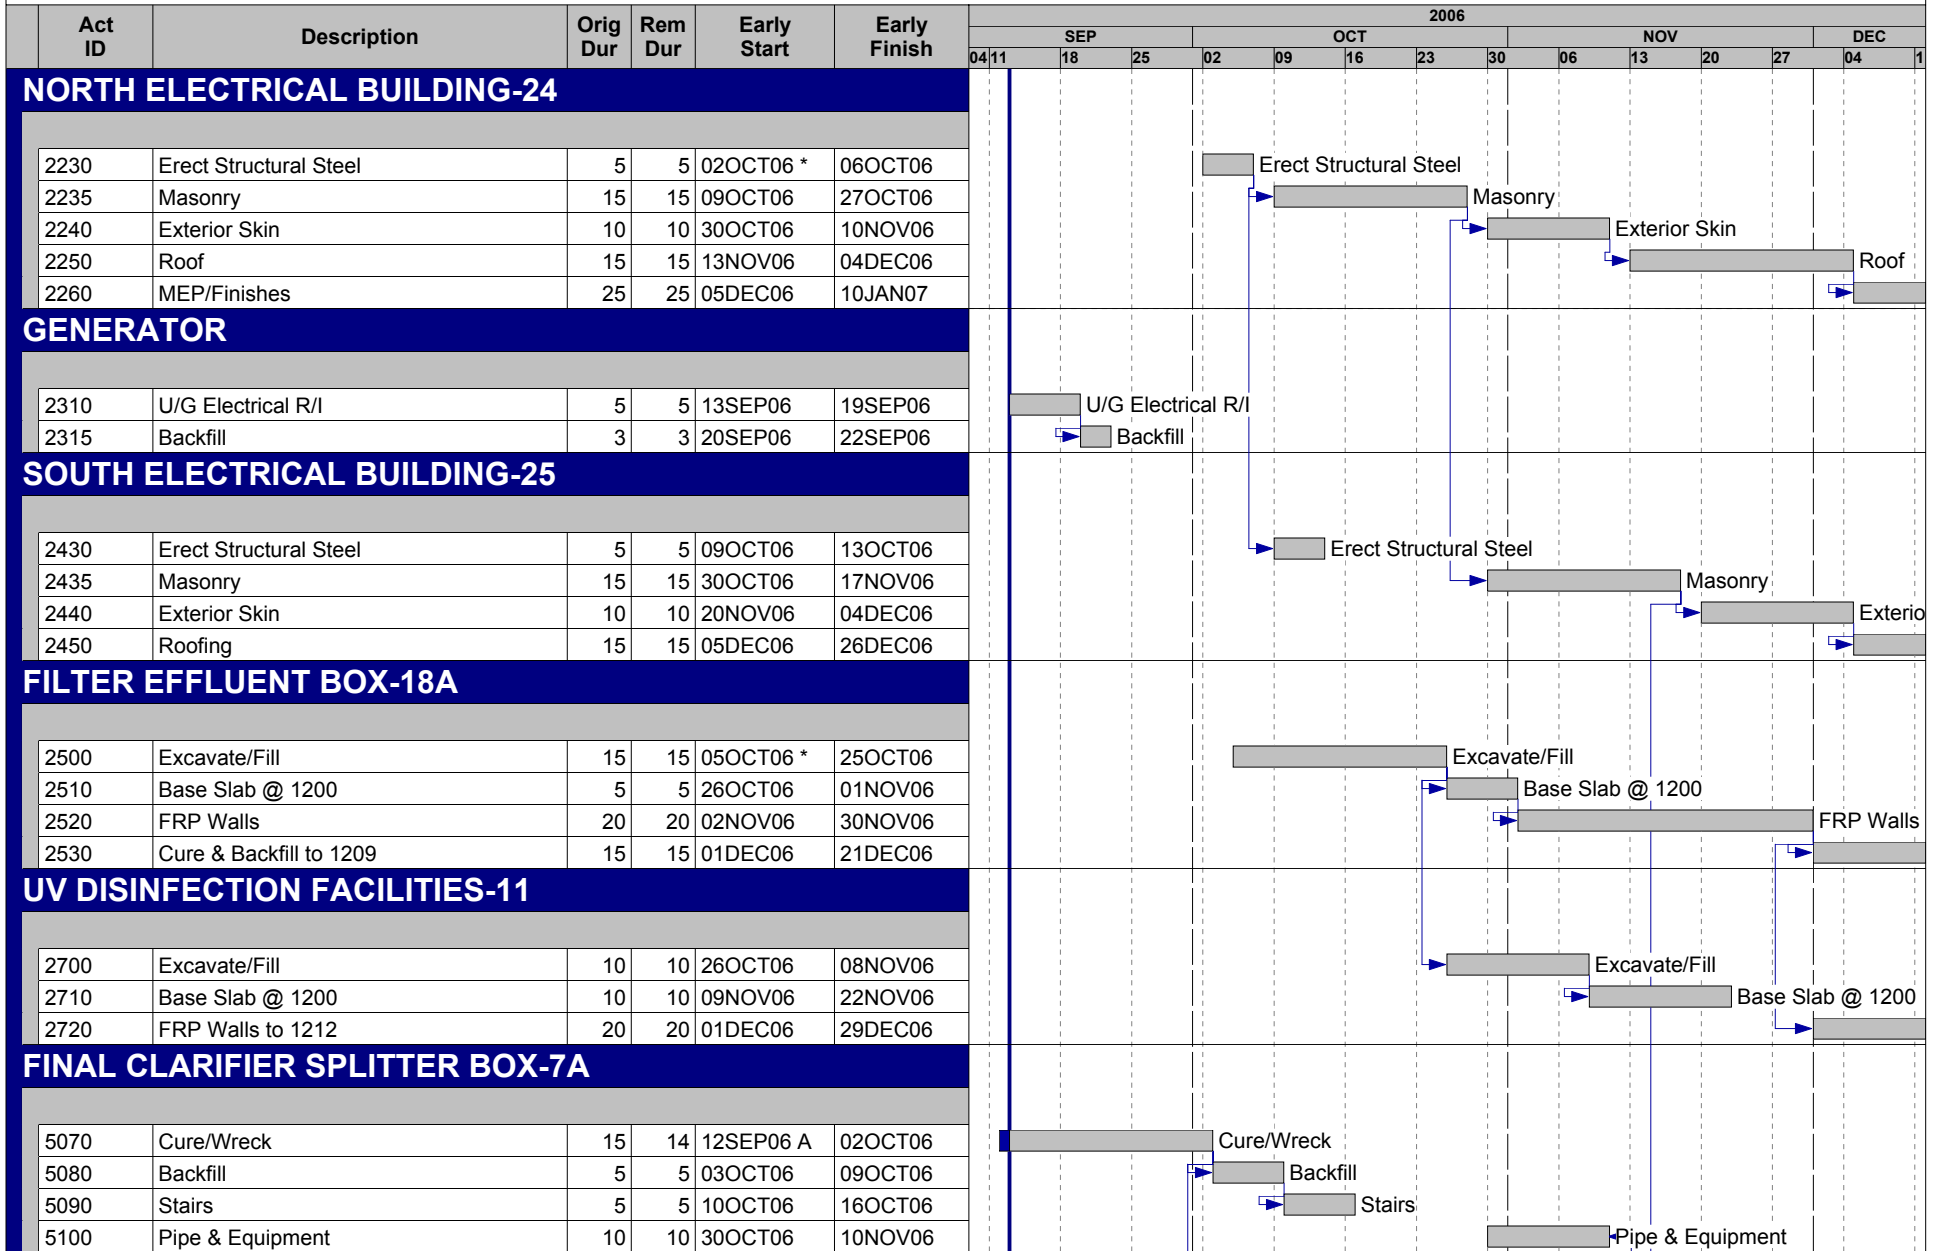 2006
Act ID Description Orig Dur Rem Dur Early Start Early Finish SEP OCT NOV DEC
04 11 18 25 02 09 16 23 30 06 13 20 27 04 1
NORTH ELECTRICAL BUILDING-24
2230 Erect Structural Steel 5 5 02OCT06 * 06OCT06 Erect Structural Steel
2235 Masonry 15 15 09OCT06 27OCT06 Masonry
2240 Exterior Skin 10 10 30OCT06 10NOV06 Exterior Skin
2250 Roof 15 15 13NOV06 04DEC06 Roof
2260 MEP/Finishes 25 25 05DEC06 10JAN07
GENERATOR
2310 U/G Electrical R/I 5 5 13SEP06 19SEP06 U/G Electrical R/I
2315 Backfill 3 3 20SEP06 22SEP06 Backfill
SOUTH ELECTRICAL BUILDING-25
2430 Erect Structural Steel 5 5 09OCT06 13OCT06 Erect Structural Steel
2435 Masonry 15 15 30OCT06 17NOV06 Masonry
2440 Exterior Skin 10 10 20NOV06 04DEC06 Exterio
2450 Roofing 15 15 05DEC06 26DEC06
FILTER EFFLUENT BOX-18A
2500 Excavate/Fill 15 15 05OCT06 * 25OCT06 Excavate/Fill
2510 Base Slab @ 1200 5 5 26OCT06 01NOV06 Base Slab @ 1200
2520 FRP Walls 20 20 02NOV06 30NOV06 FRP Walls
2530 Cure & Backfill to 1209 15 15 01DEC06 21DEC06
UV DISINFECTION FACILITIES-11
2700 Excavate/Fill 10 10 26OCT06 08NOV06 Excavate/Fill
2710 Base Slab @ 1200 10 10 09NOV06 22NOV06 Base Slab @ 1200
2720 FRP Walls to 1212 20 20 01DEC06 29DEC06
FINAL CLARIFIER SPLITTER BOX-7A
5070 Cure/Wreck 15 14 12SEP06 A 02OCT06 Cure/Wreck
5080 Backfill 5 5 03OCT06 09OCT06 Backfill
5090 Stairs 5 5 10OCT06 16OCT06 Stairs
5100 Pipe & Equipment 10 10 30OCT06 10NOV06 Pipe & Equipment